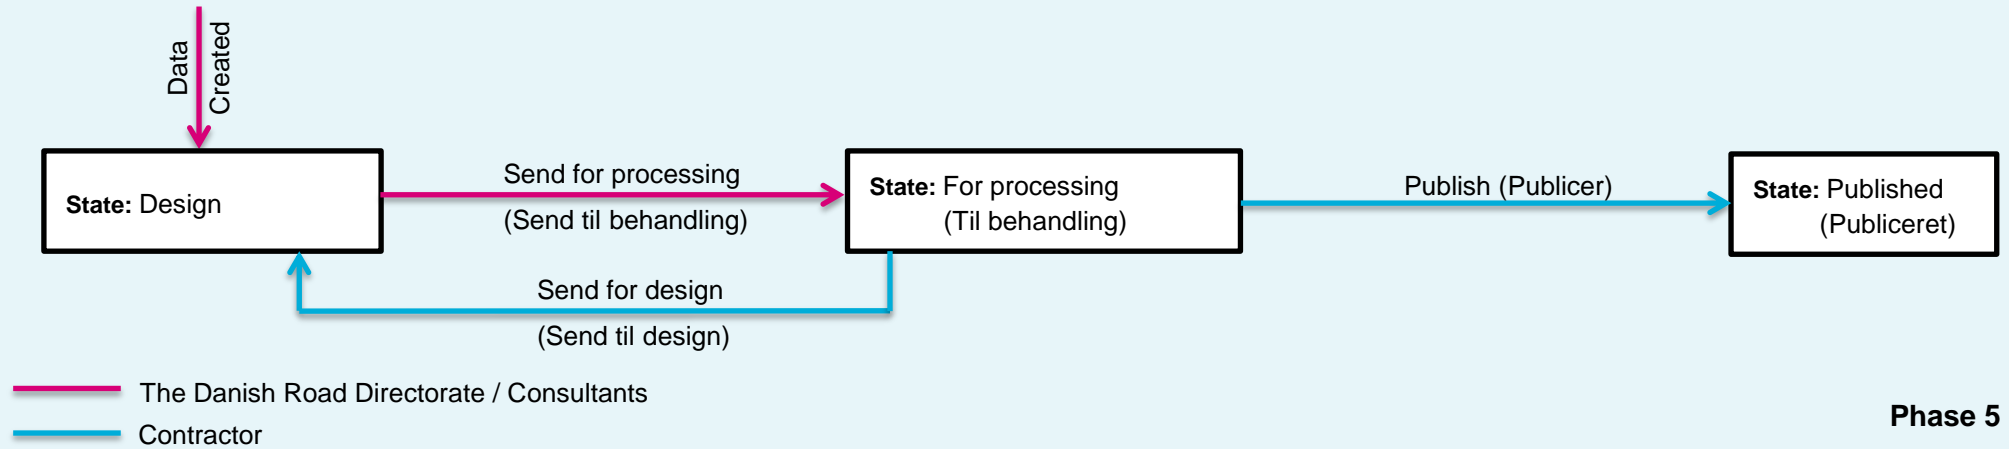 Data
Created
State: Design
Send for processing
(Send til behandling)
State: For processing
(Til behandling)
Publish (Publicer)
State: Published
(Publiceret)
Send for design
(Send til design)
The Danish Road Directorate / Consultants
Contractor
Phase 5